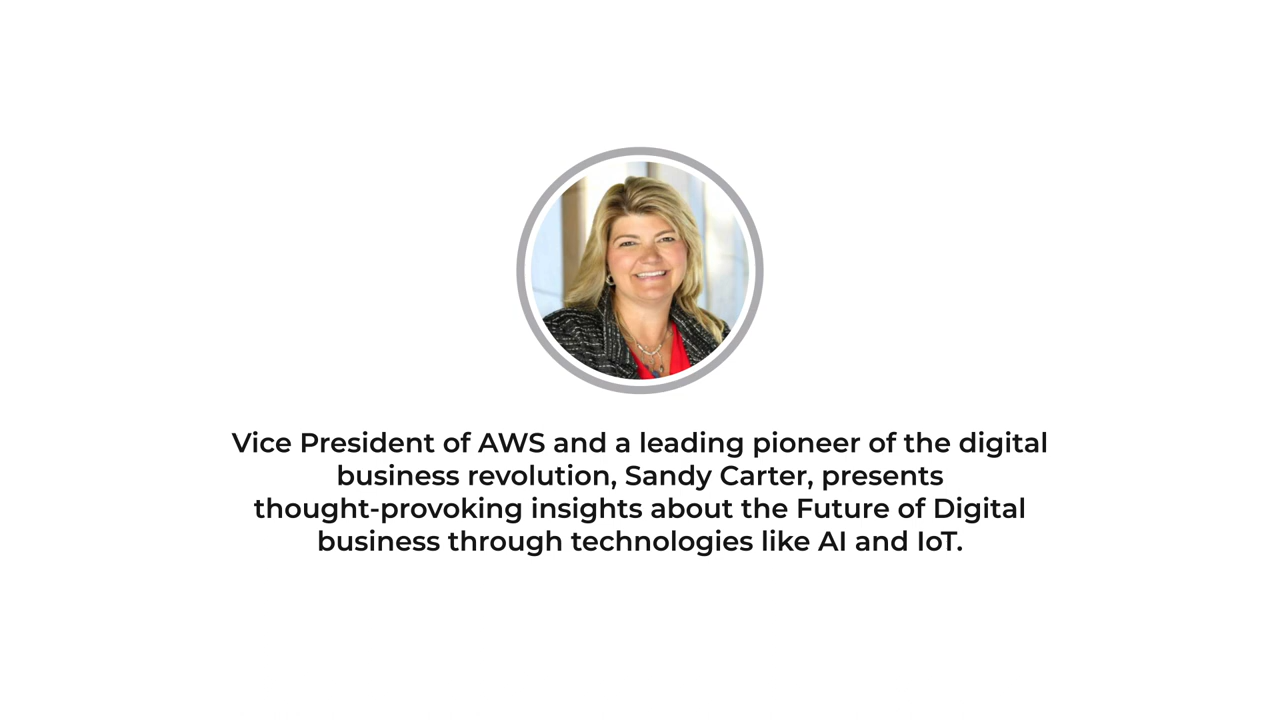 Vice President of AWS and a leading pioneer of the digital
business revolution, Sandy Carter, presents
thought-provoking insights about the Future of Digital
business through technologies like AI and IoT.